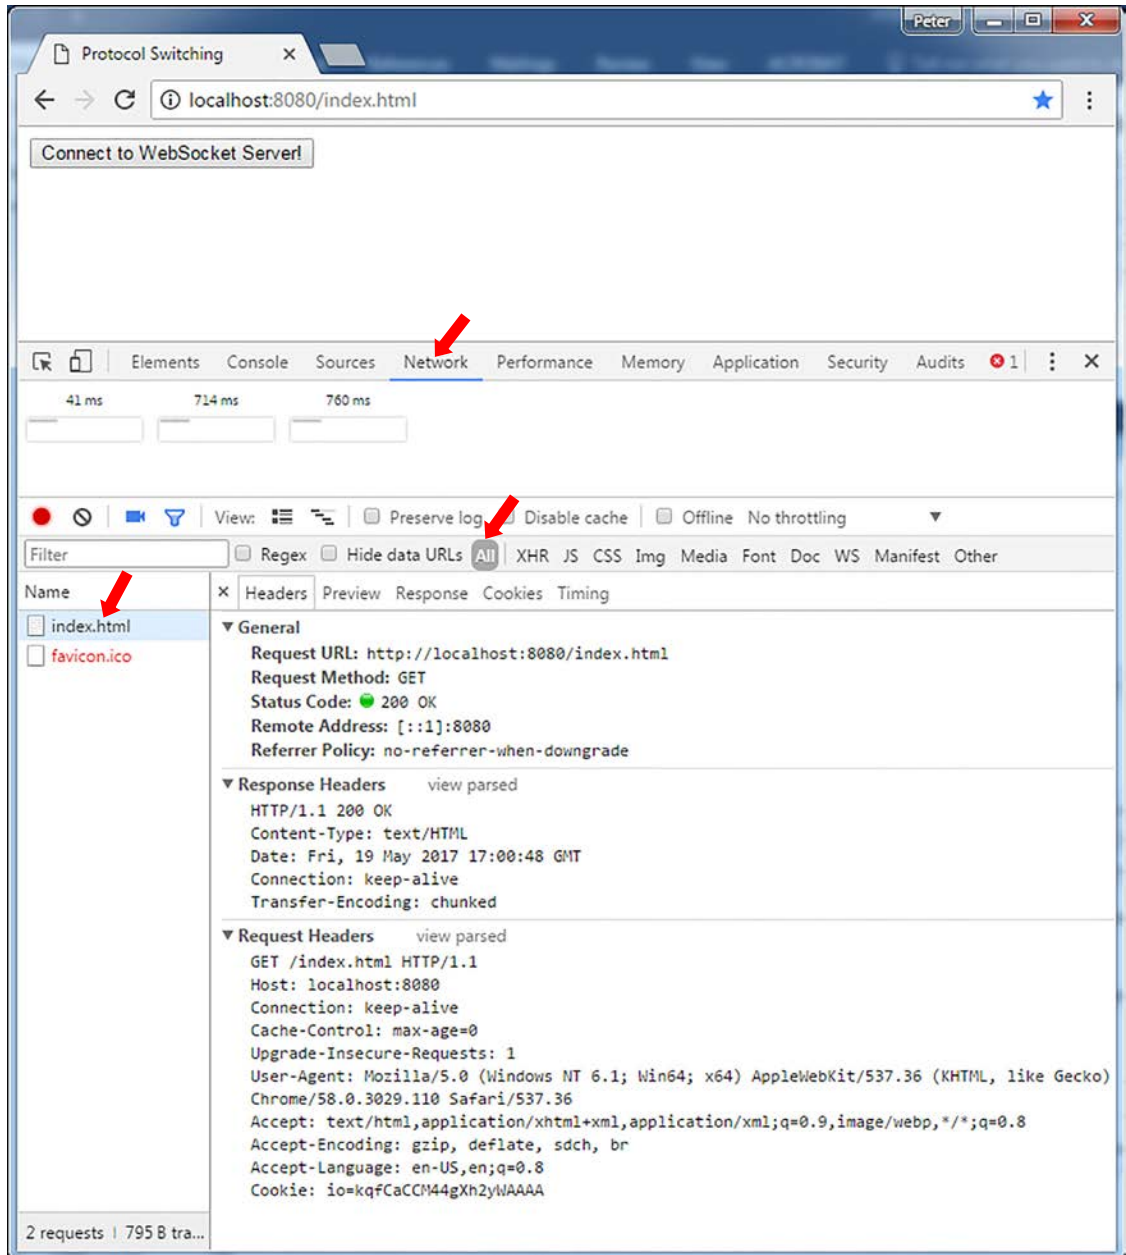 Peter
Protocol Switching
localhost:8080/index.html
Connect to WebSocket Server!
Elements Console Sources Network Performance Memory Application Security Audits 1
41 ms 714 ms 760 ms
View: Preserve log Disable cache Offline No throttling
Filter Regex Hide data URLs All XHR JS CSS Img Media Font Doc WS Manifest Other
Name
× Headers Preview Response Cookies Timing
index.html
favicon.ico
General
Request URL: http://localhost:8080/index.html
Request Method: GET
Status Code: 200 OK
Remote Address: [::1]:8080
Referrer Policy: no-referrer-when-downgrade
Response Headers view parsed
HTTP/1.1 200 OK
Content-Type: text/HTML
Date: Fri, 19 May 2017 17:00:48 GMT
Connection: keep-alive
Transfer-Encoding: chunked
Request Headers view parsed
GET /index.html HTTP/1.1
Host: localhost:8080
Connection: keep-alive
Cache-Control: max-age=0
Upgrade-Insecure-Requests: 1
User-Agent: Mozilla/5.0 (Windows NT 6.1; Win64; x64) AppleWebKit/537.36 (KHTML, like Gecko)
Chrome/58.0.3029.110 Safari/537.36
Accept: text/html,application/xhtml+xml,application/xml;q=0.9,image/webp,*/*;q=0.8
Accept-Encoding: gzip, deflate, sdch, br
Accept-Language: en-US,en;q=0.8
Cookie: io=kqfCaCCM44gXh2yWAAAA
2 requests | 795 B tra...